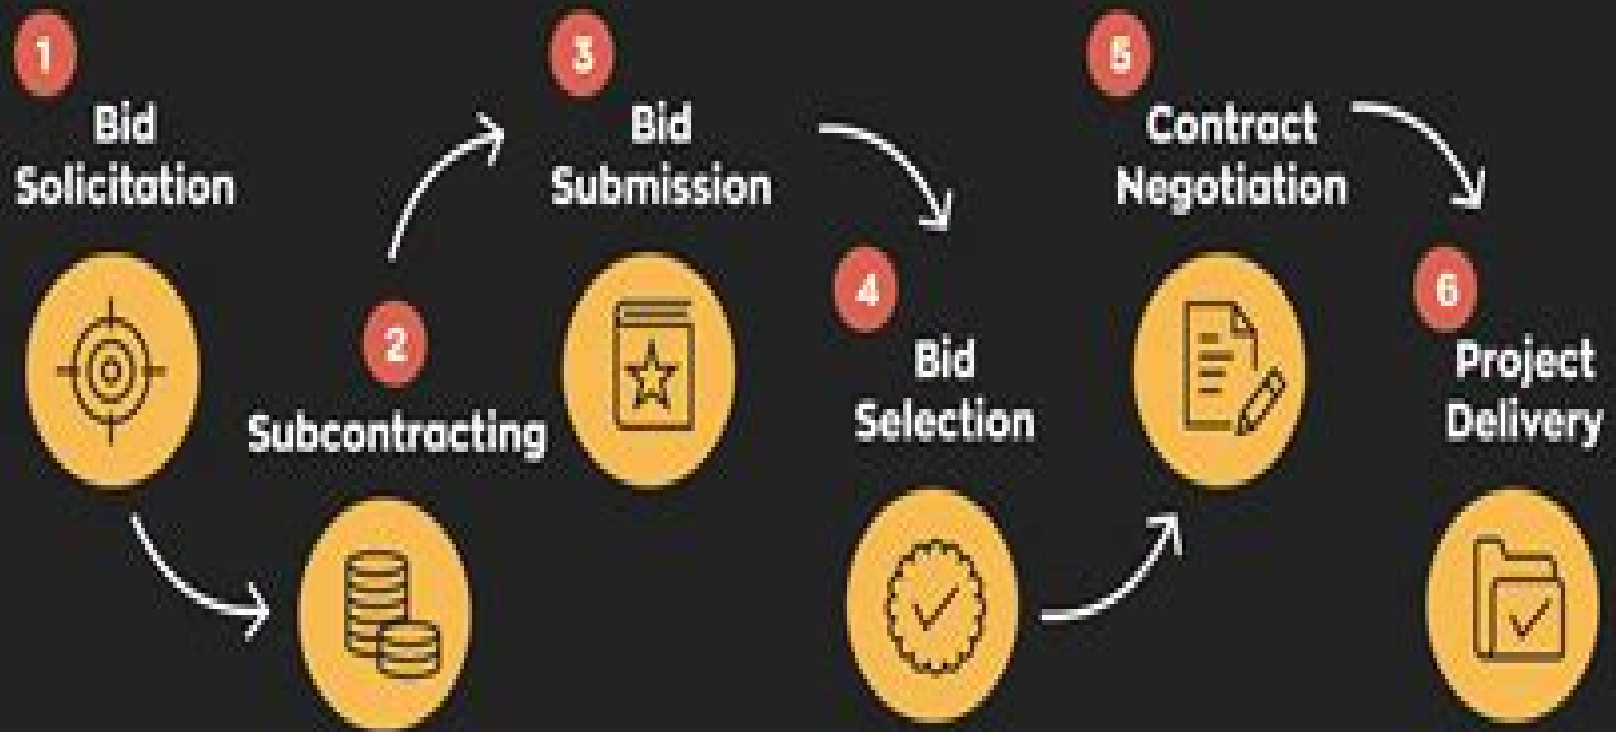 1
Bid
Solicitation
2
Subcontracting
3
Bid
Submission
4
Bid
Selection
5
Contract
Negotiation
6
Project
Delivery